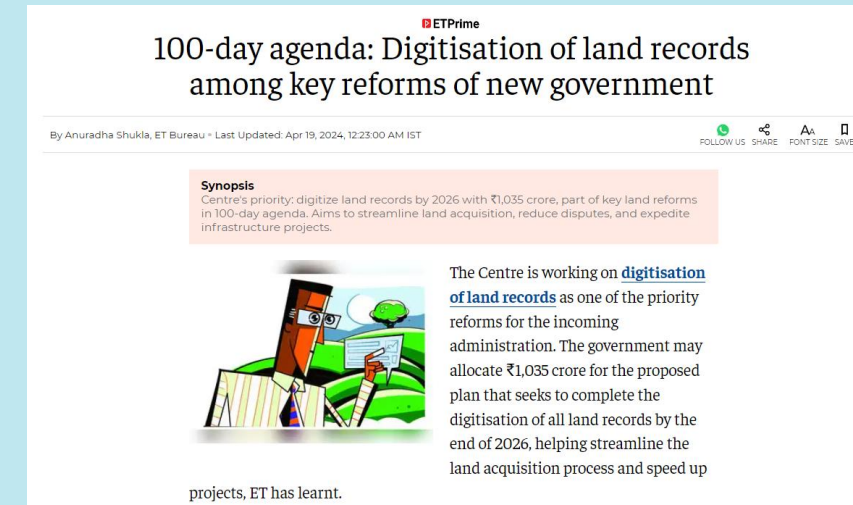 ETPrime
100-day agenda: Digitisation of land records
among key reforms of new government
By Anuradha Shukla, ET Bureau • Last Updated: Apr 19, 2024, 12:23:00 AM IST
FOLLOW US SHARE FONT SIZE SAVE
Synopsis
Centre's priority: digitize land records by 2026 with ₹1,035 crore, part of key land reforms
in 100-day agenda. Aims to streamline land acquisition, reduce disputes, and expedite
infrastructure projects.
The Centre is working on digitisation
of land records as one of the priority
reforms for the incoming
administration. The government may
allocate ₹1,035 crore for the proposed
plan that seeks to complete the
digitisation of all land records by the
end of 2026, helping streamline the
land acquisition process and speed up
projects, ET has learnt.